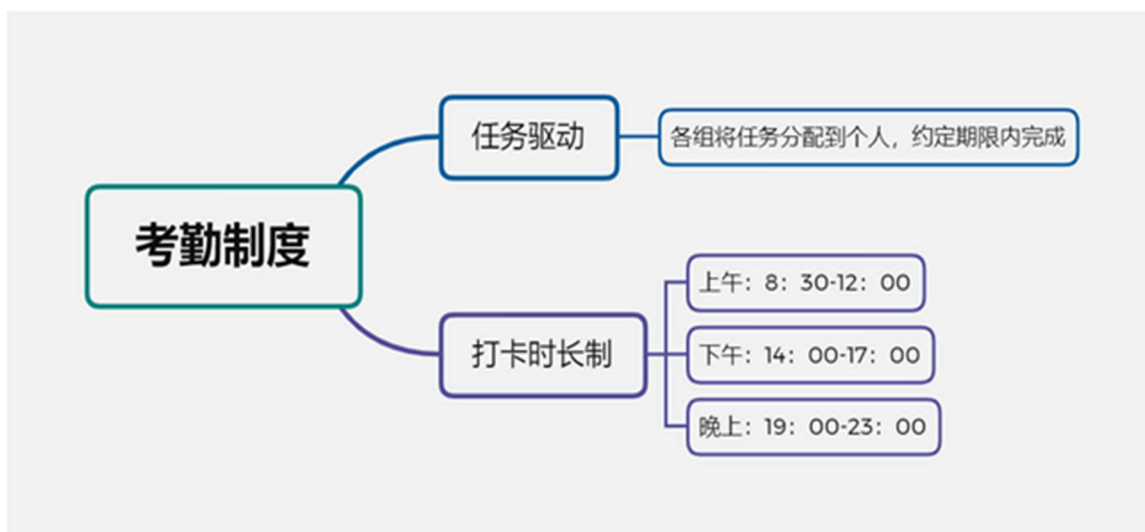 考勤制度
任务驱动
各组将任务分配到个人，约定期限内完成
打卡时长制
上午：8：30-12：00
下午：14：00-17：00
晚上：19：00-23：00